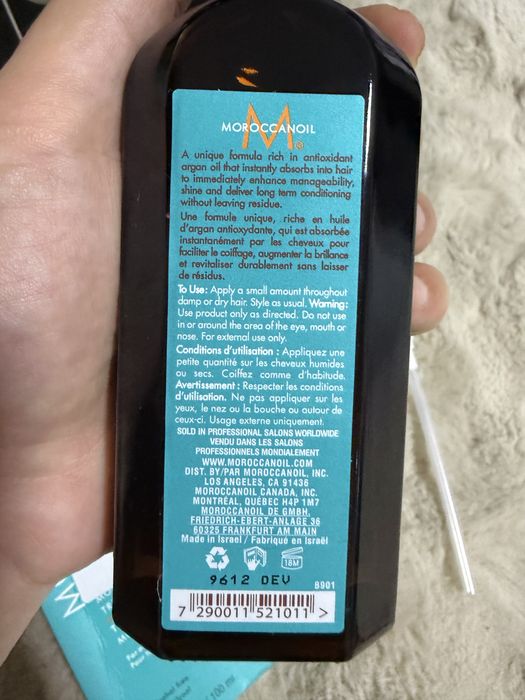 M
MOROCCANOIL
A unique formula rich in antioxidant
argan oil that instantly absorbs into hair
to immediately enhance manageability,
shine and deliver long term conditioning
without leaving residue.
Une formule unique, riche en huile
d'argan antioxydante, qui est absorbée
instantanément par les cheveux pour
faciliter le coiffage, augmenter la brillance
et revitaliser durablement sans laisser
de résidus.
To Use: Apply a small amount throughout
damp or dry hair. Style as usual. Warning:
Use product only as directed. Do not use
in or around the area of the eye, mouth or
nose. For external use only.
Conditions d'utilisation : Appliquez une
petite quantité sur les cheveux humides
ou secs. Coiffez comme d'habitude.
Avertissement : Respecter les conditions
d'utilisation. Ne pas appliquer sur les
yeux, le nez ou la bouche ou autour de
ceux-ci. Usage externe uniquement.
SOLD IN PROFESSIONAL SALONS WORLDWIDE
VENDU DANS LES SALONS
PROFESSIONNELS MONDIALEMENT
WWW.MOROCCANOIL.COM
DIST. BY/PAR MOROCCANOIL, INC.
LOS ANGELES, CA 91436
MOROCCANOIL CANADA, INC.
MONTRÉAL, QUÉBEC H4P 1M7
MOROCCANOIL DE GMBH,
FRIEDRICH-EBERT-ANLAGE 36
60325 FRANKFURT AM MAIN
Made in Israel / Fabriqué en Israël
18M
9612 DEV
B901
7 290011 521011 >
100 ml